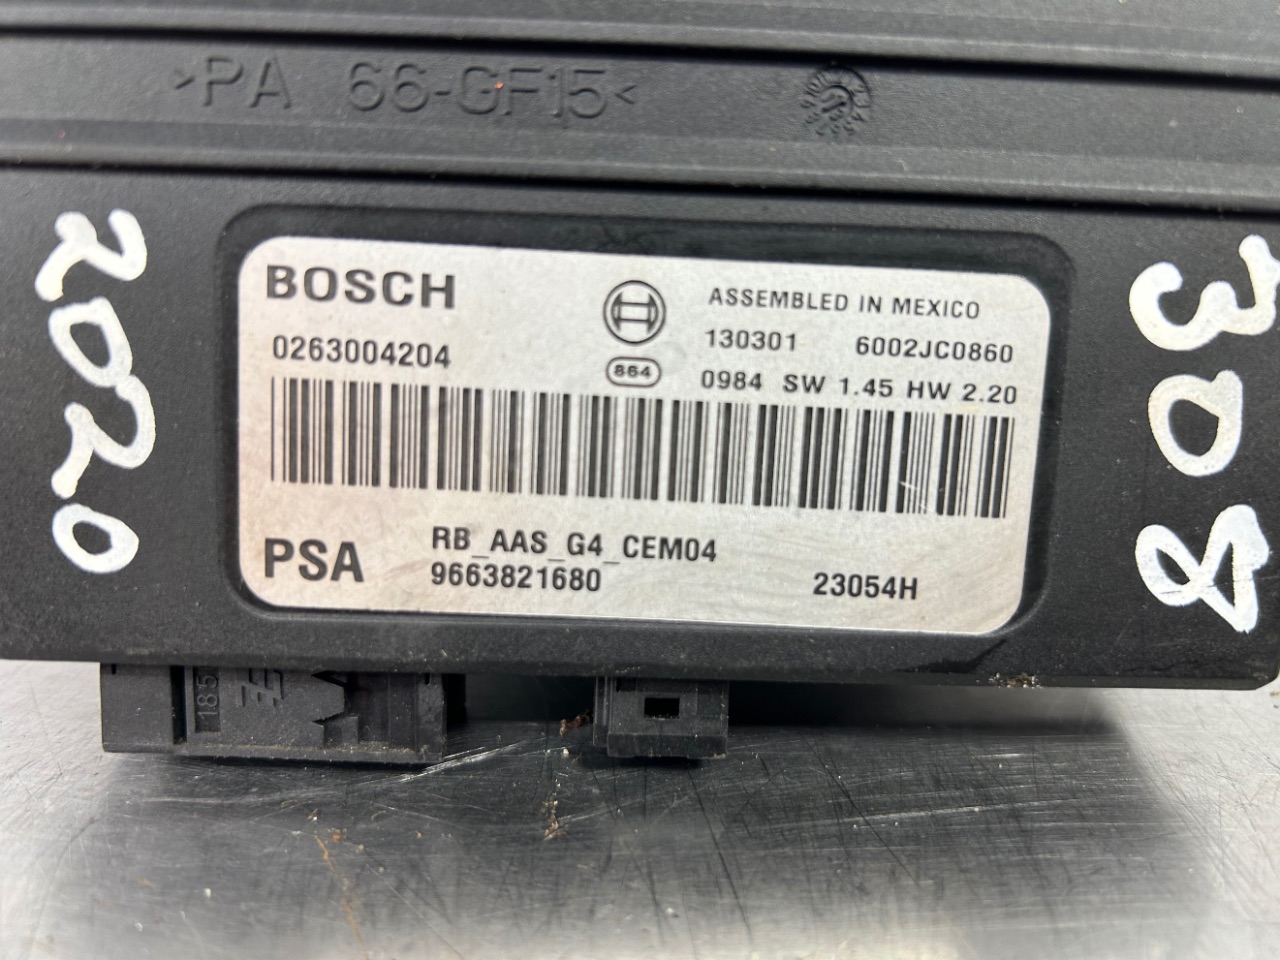 >PA 66-GF15<
2020
308
BOSCH
ASSEMBLED IN MEXICO
0263004204
130301 6002JC0860
864
0984 SW 1.45 HW 2.20
RB_AAS_G4_CEM04
PSA
9663821680
23054H
185